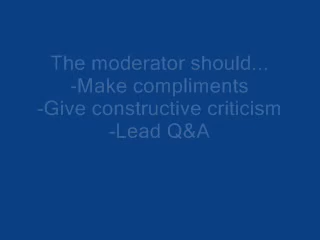 The moderator should...
-Make compliments
-Give constructive criticism
-Lead Q&A